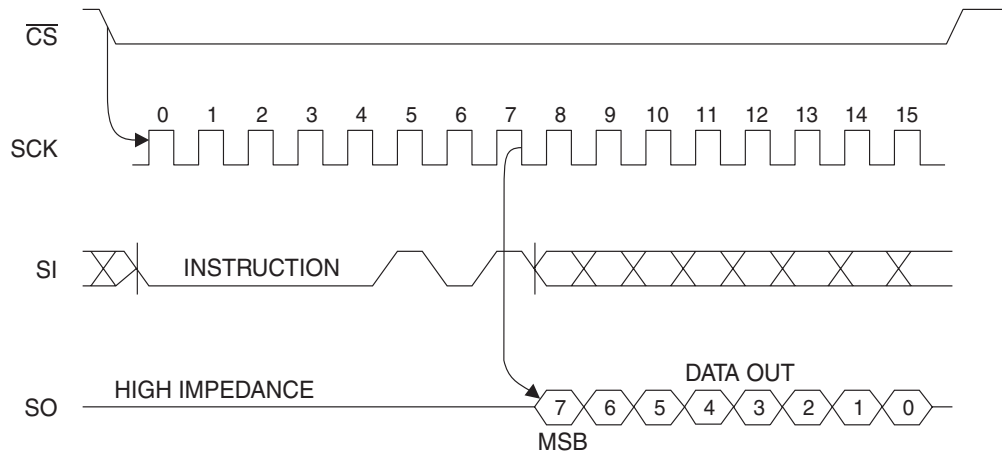 CS
0 1 2 3 4 5 6 7 8 9 10 11 12 13 14 15
SCK
SI
INSTRUCTION
HIGH IMPEDANCE
DATA OUT
SO
7 6 5 4 3 2 1 0
MSB